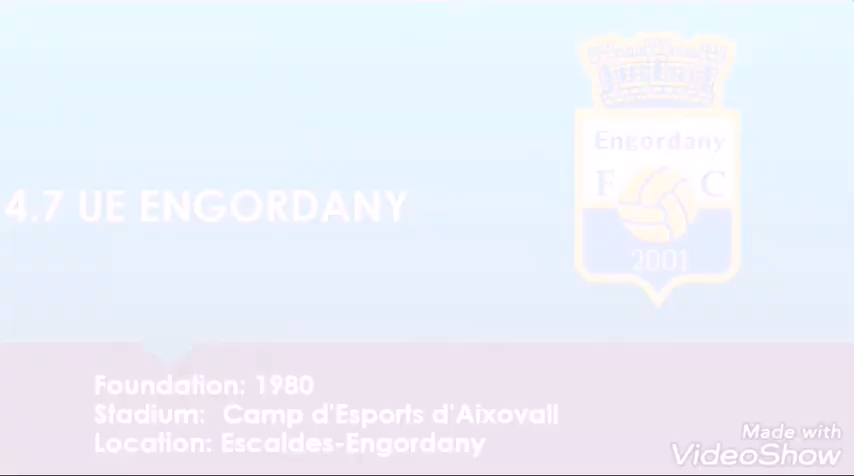 Engordany
F C
4.7 UE ENGORDANY
2001
Foundation: 1980
Stadium: Camp d'Esports d'Aixovall
Location: Escaldes-Engordany
Made with
VideoShow